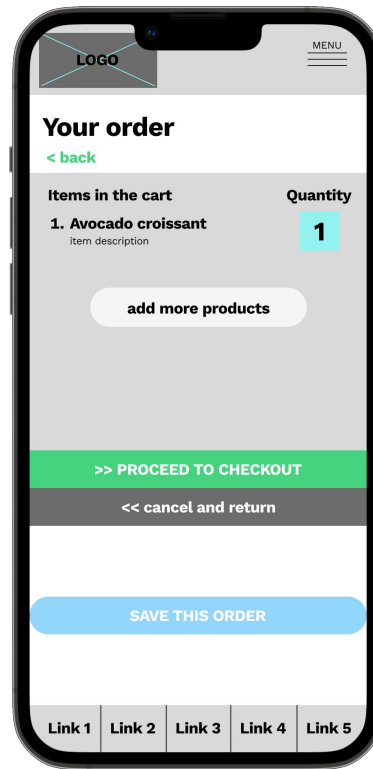 LOGO
MENU
Your order
< back
Items in the cart Quantity
1. Avocado croissant 1
item description
add more products
>> PROCEED TO CHECKOUT
<< cancel and return
SAVE THIS ORDER
Link 1 Link 2 Link 3 Link 4 Link 5